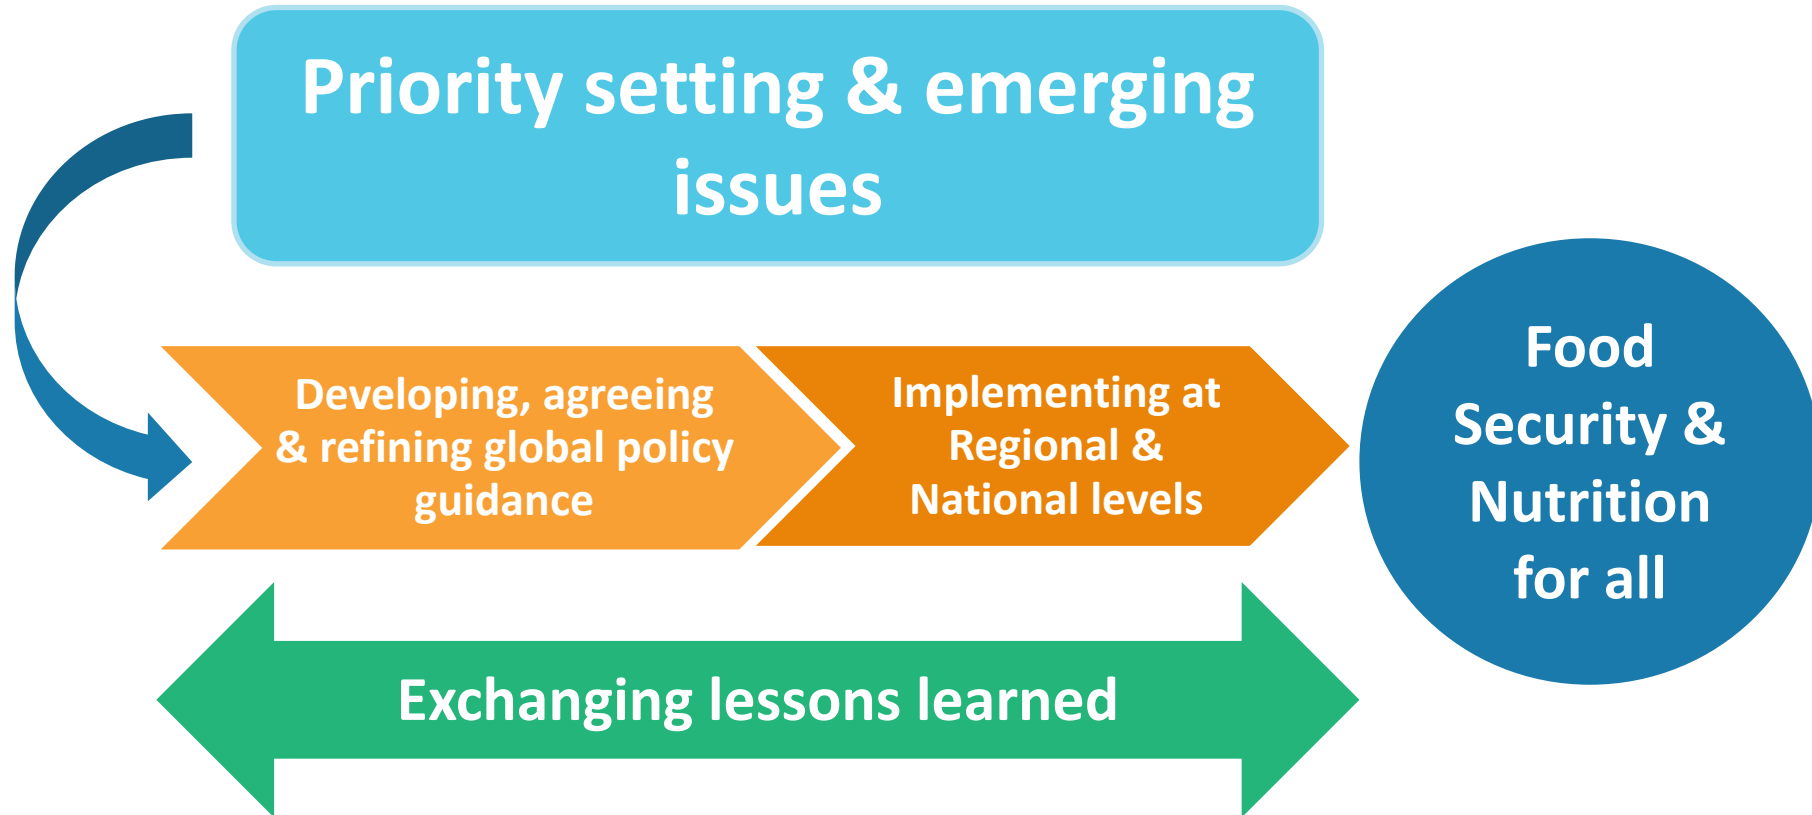 Priority setting & emerging
issues
Developing, agreeing
& refining global policy
guidance
Implementing at
Regional &
National levels
Food
Security &
Nutrition
for all
Exchanging lessons learned